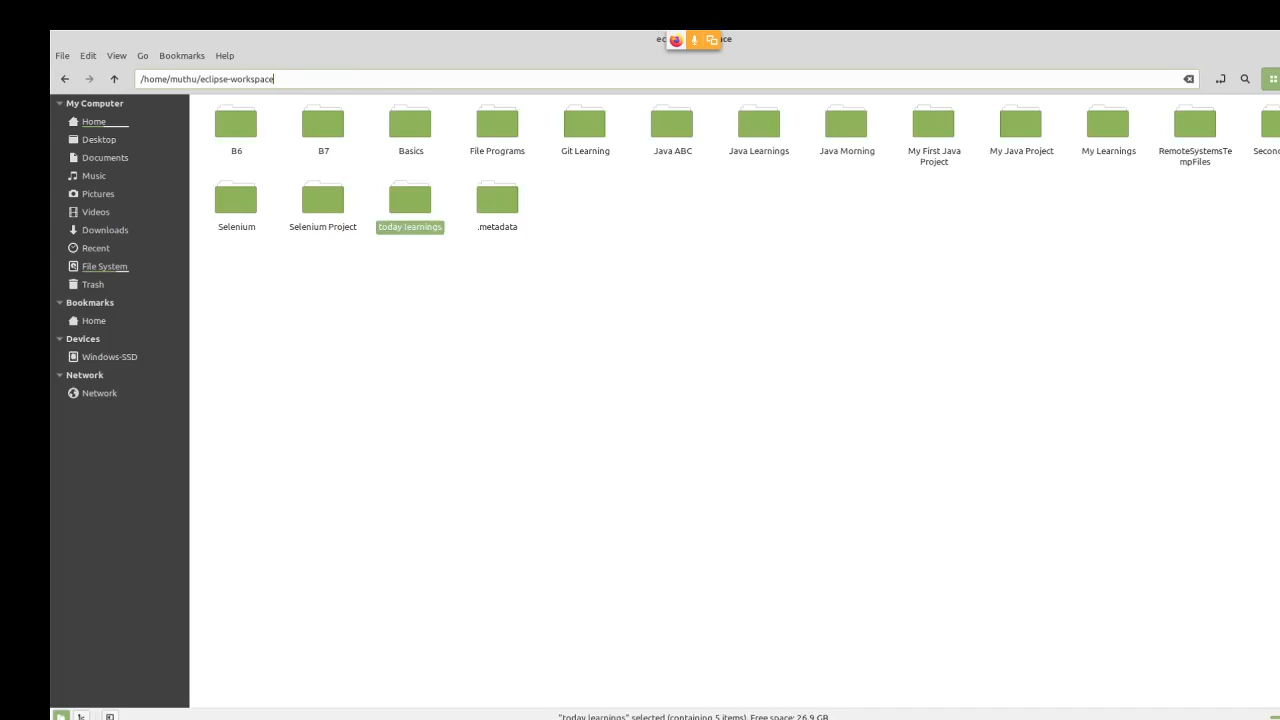 File Edit View Go Bookmarks Help
/home/muthu/eclipse-workspace
My Computer
Home
Desktop
Documents
Music
Pictures
Videos
Downloads
Recent
File System
Trash
Bookmarks
Home
Devices
Windows-SSD
Network
Network
B6 B7 Basics File Programs Git Learning Java ABC Java Learnings Java Morning My First Java My Java Project My Learnings RemoteSystemsTe
Project mpFiles
Selenium Selenium Project today learnings .metadata
"today learnings" selected (containing 5 items), Free space: 26.9 GB